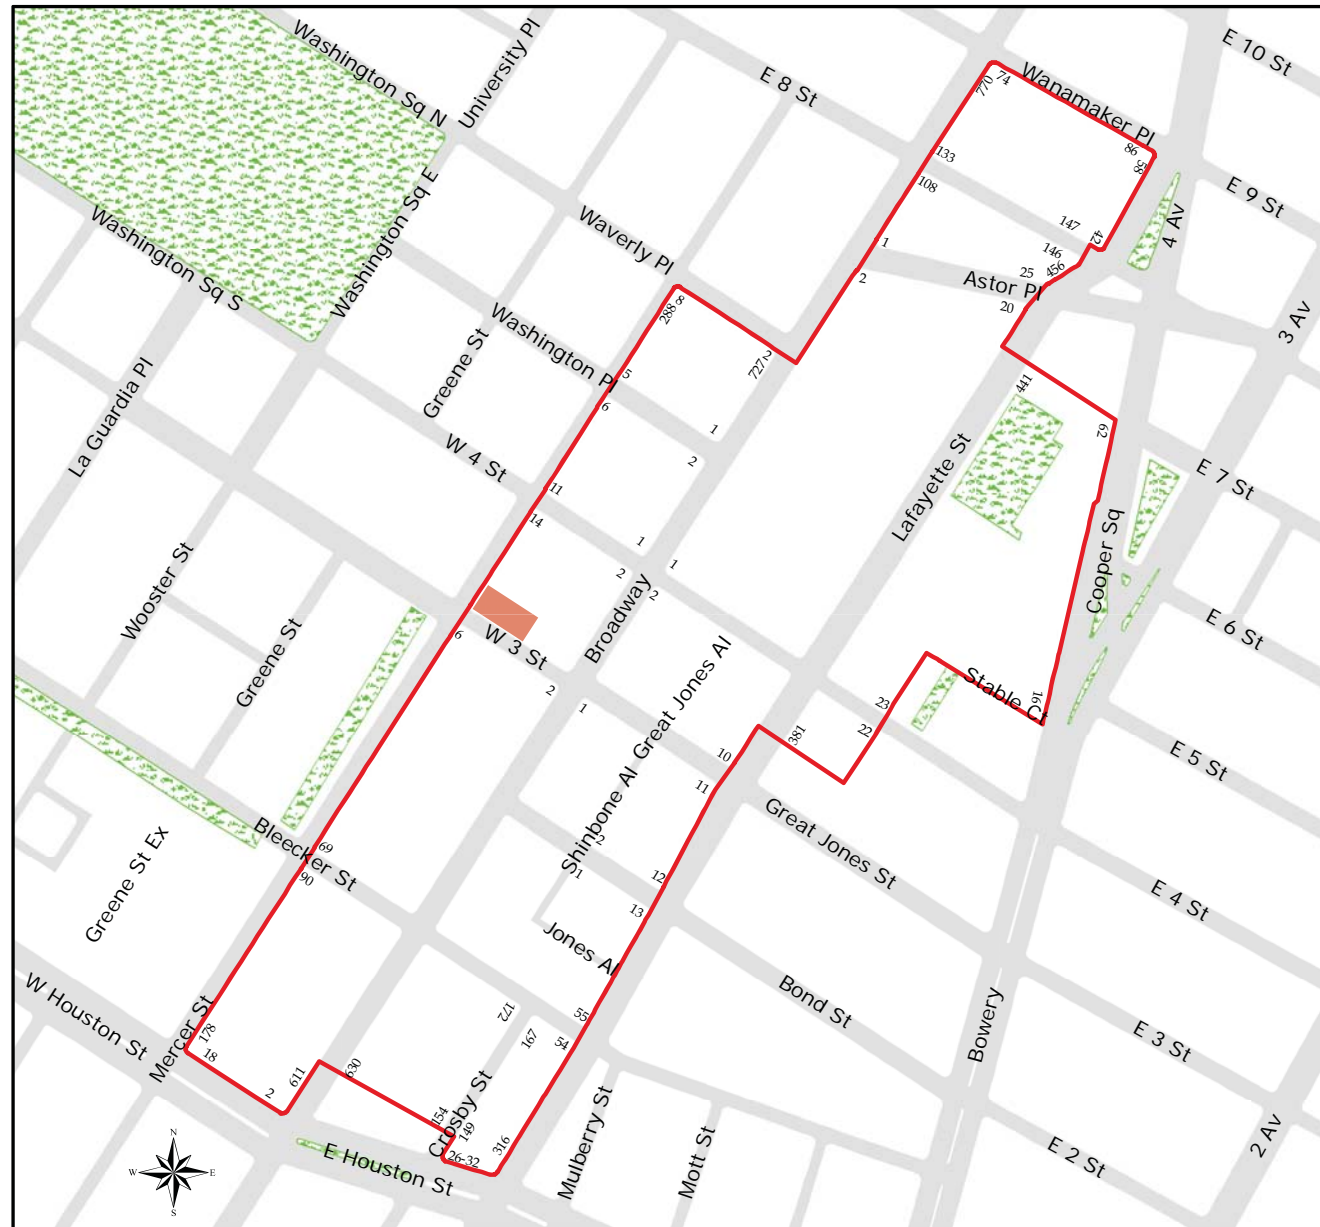 Washington Sq N
University Pl
E 8 St
Wanamaker Pl
E 10 St
770
74
86
58
133
108
147
42
4 Av
E 9 St
Washington Sq E
Washington Sq S
Waverly Pl
1
2
146
456
25
Astor Pl
20
3 Av
288
8
2
727
Washington Pl
Greene St
5
6
1
2
441
62
La Guardia Pl
W 4 St
11
14
1
2
1
2
Lafayette St
E 7 St
Cooper Sq
Wooster St
Greene St
6
W 3 St
2
1
Broadway
E 6 St
Great Jones Al
Stable Ct
16
23
22
381
10
11
E 5 St
Shinbone Al
2
1
Great Jones St
Bleecker St
69
90
12
13
E 4 St
Greene St Ex
Jones Al
Bond St
Bowery
E 3 St
W Houston St
Mercer St
178
18
2
611
630
172
167
55
54
154
149
Crosby St
26-32
316
E Houston St
Mulberry St
Mott St
E 2 St
2 Av
N
W
E
S